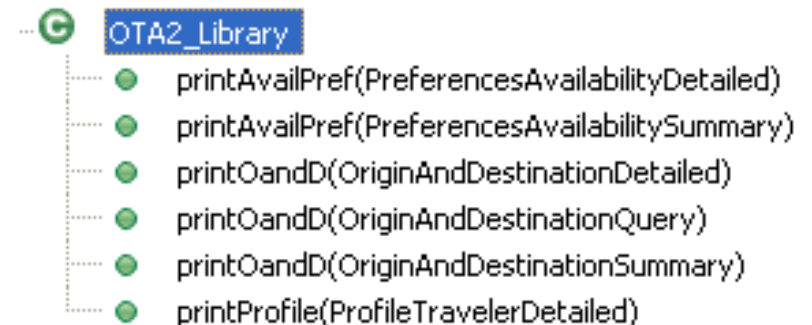 C OTA2_Library
printAvailPref(PreferencesAvailabilityDetailed)
printAvailPref(PreferencesAvailabilitySummary)
printOandD(OriginAndDestinationDetailed)
printOandD(OriginAndDestinationQuery)
printOandD(OriginAndDestinationSummary)
printProfile(ProfileTravelerDetailed)